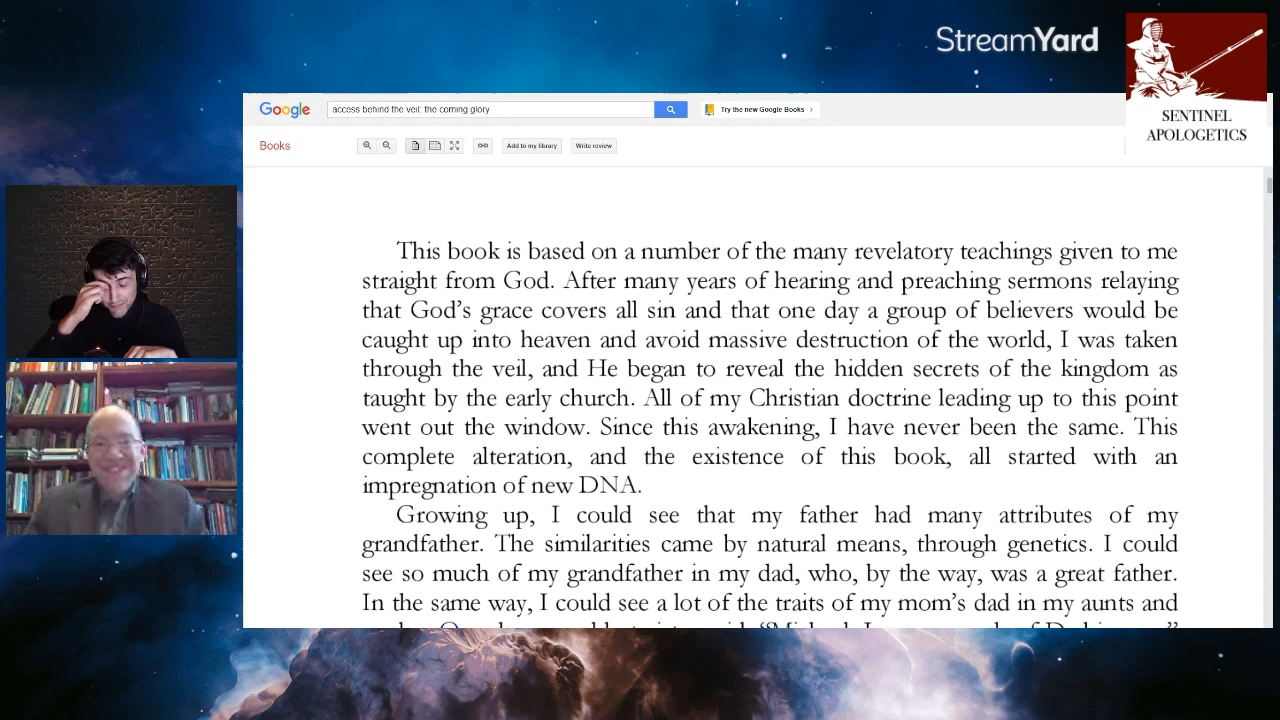 StreamYard
SENTINEL
APOLOGETICS
Google
access behind the veil: the coming glory
Try the new Google Books
Books
Add to my library
Write review
This book is based on a number of the many revelatory teachings given to me
straight from God. After many years of hearing and preaching sermons relaying
that God's grace covers all sin and that one day a group of believers would be
caught up into heaven and avoid massive destruction of the world, I was taken
through the veil, and He began to reveal the hidden secrets of the kingdom as
taught by the early church. All of my Christian doctrine leading up to this point
went out the window. Since this awakening, I have never been the same. This
complete alteration, and the existence of this book, all started with an
impregnation of new DNA.
Growing up, I could see that my father had many attributes of my
grandfather. The similarities came by natural means, through genetics. I could
see so much of my grandfather in my dad, who, by the way, was a great father.
In the same way, I could see a lot of the traits of my mom's dad in my aunts and